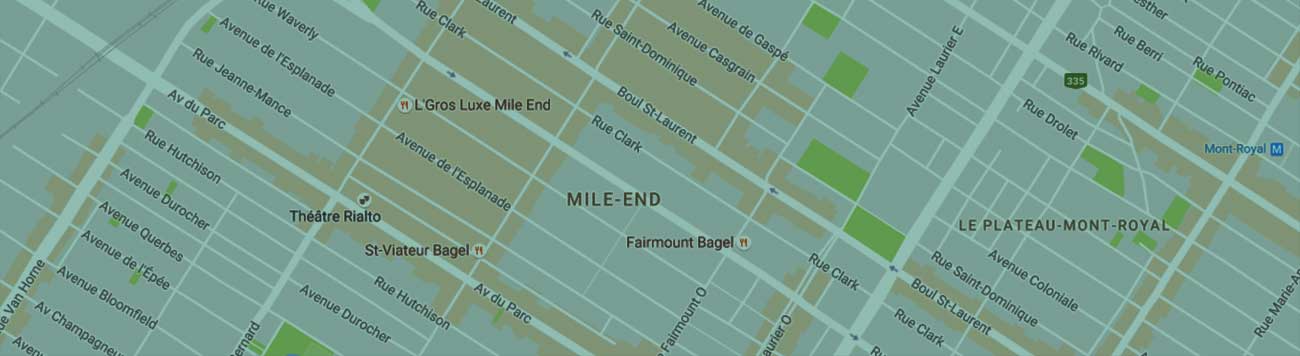 Rue Waverly
Rue Clark
Laurent
Avenue de Gaspé
Avenue Casgrain
Rue Saint-Dominique
Avenue de l'Esplanade
Rue Jeanne-Mance
Av du Parc
L'Gros Luxe Mile End
Boul St-Laurent
Rue Clark
Avenue Laurier E
Rue Rivard
Rue Berri
Rue Pontiac
335
Rue Drolet
Mont-Royal M
Rue Hutchison
Avenue Durocher
Avenue Querbes
Avenue de l'Épée
Avenue Bloomfield
Av Champagneur
Avenue de l'Esplanade
MILE-END
Théâtre Rialto
St-Viateur Bagel
Fairmount Bagel
LE PLATEAU-MONT-ROYAL
Rue Clark
Rue Saint-Dominique
Avenue Coloniale
Boul St-Laurent
Rue Clark
Rue Hutchison
Av du Parc
Avenue Durocher
Van Horne
Fairmount O